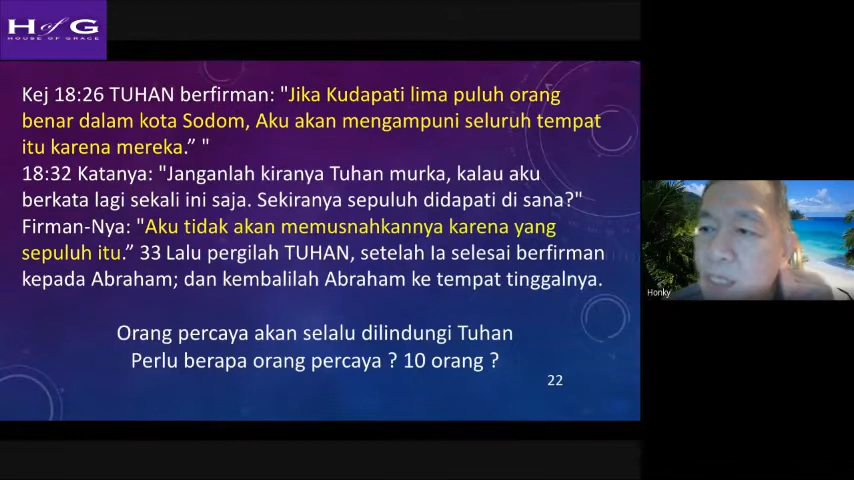 H of G
HOUSE OF GRACE
Kej 18:26 TUHAN berfirman: "Jika Kudapati lima puluh orang
benar dalam kota Sodom, Aku akan mengampuni seluruh tempat
itu karena mereka.” "
18:32 Katanya: "Janganlah kiranya Tuhan murka, kalau aku
berkata lagi sekali ini saja. Sekiranya sepuluh didapati di sana?"
Firman-Nya: "Aku tidak akan memusnahkannya karena yang
sepuluh itu.” 33 Lalu pergilah TUHAN, setelah Ia selesai berfirman
kepada Abraham; dan kembalilah Abraham ke tempat tinggalnya.
Orang percaya akan selalu dilindungi Tuhan
Perlu berapa orang percaya ? 10 orang ?
22
Honky